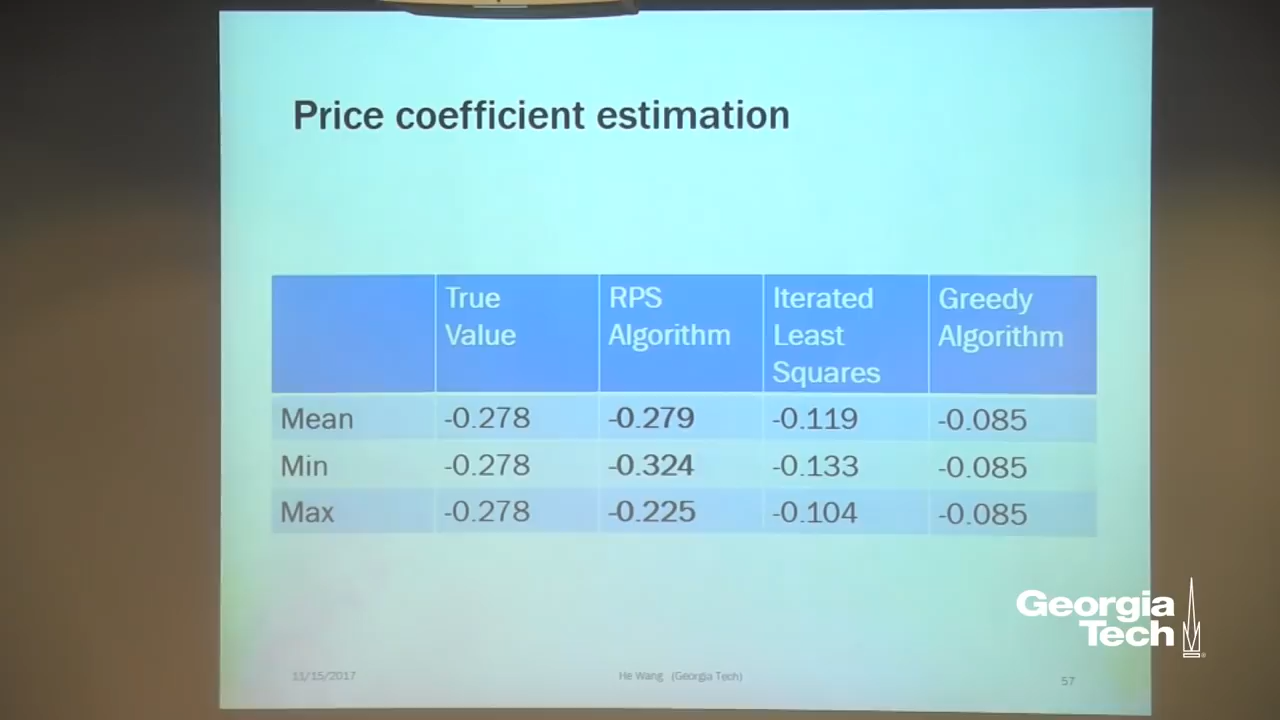 Price coefficient estimation
True Value
RPS Algorithm
Iterated Least Squares
Greedy Algorithm
Mean -0.278 -0.279 -0.119 -0.085
Min -0.278 -0.324 -0.133 -0.085
Max -0.278 -0.225 -0.104 -0.085
Georgia Tech
11/15/2017 He Wang (Georgia Tech) 57